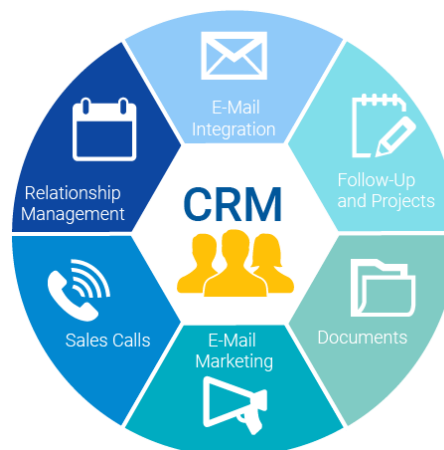 E-Mail
Integration
Follow-Up
and Projects
Relationship
Management
CRM
Sales Calls
E-Mail
Marketing
Documents